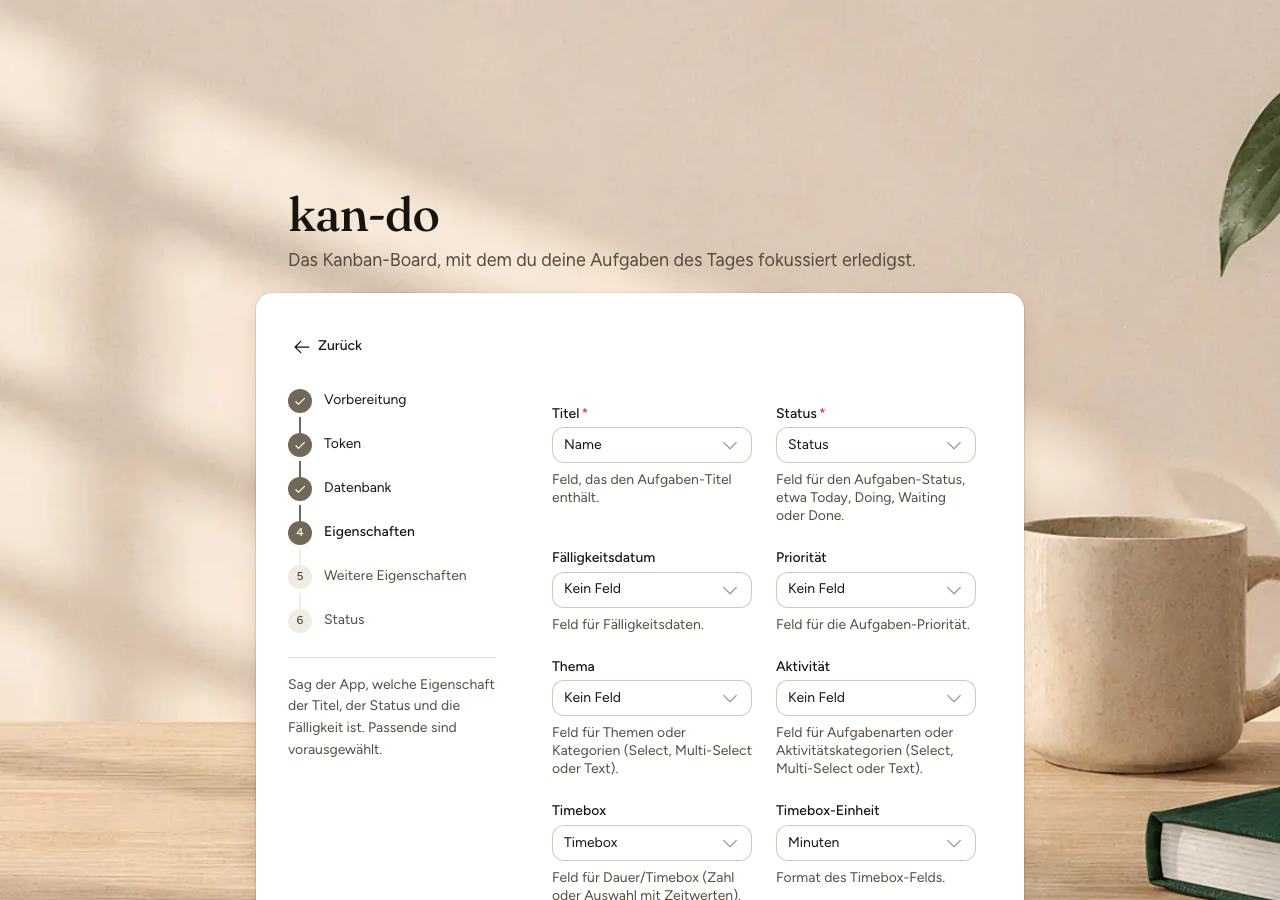 kan-do
Das Kanban-Board, mit dem du deine Aufgaben des Tages fokussiert erledigst.
Zurück
Vorbereitung
Token
Datenbank
4 Eigenschaften
5 Weitere Eigenschaften
6 Status
Sag der App, welche Eigenschaft
der Titel, der Status und die
Fälligkeit ist. Passende sind
vorausgewählt.
Titel *
Name
Feld, das den Aufgaben-Titel
enthält.
Status *
Status
Feld für den Aufgaben-Status,
etwa Today, Doing, Waiting
oder Done.
Fälligkeitsdatum
Kein Feld
Feld für Fälligkeitsdaten.
Priorität
Kein Feld
Feld für die Aufgaben-Priorität.
Thema
Kein Feld
Feld für Themen oder
Kategorien (Select, Multi-Select
oder Text).
Aktivität
Kein Feld
Feld für Aufgabenarten oder
Aktivitätskategorien (Select,
Multi-Select oder Text).
Timebox
Timebox
Feld für Dauer/Timebox (Zahl
oder Auswahl mit Zeitwerten).
Timebox-Einheit
Minuten
Format des Timebox-Felds.